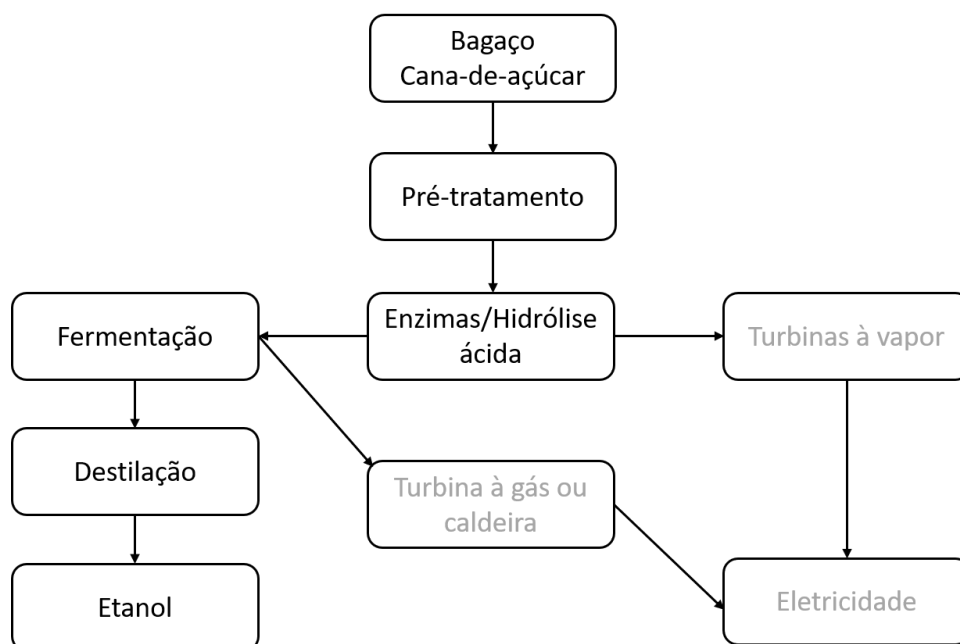 Bagaço
Cana-de-açúcar
Pré-tratamento
Enzimas/Hidrólise
ácida
Fermentação
Turbinas à vapor
Destilação
Turbina à gás ou
caldeira
Etanol
Eletricidade